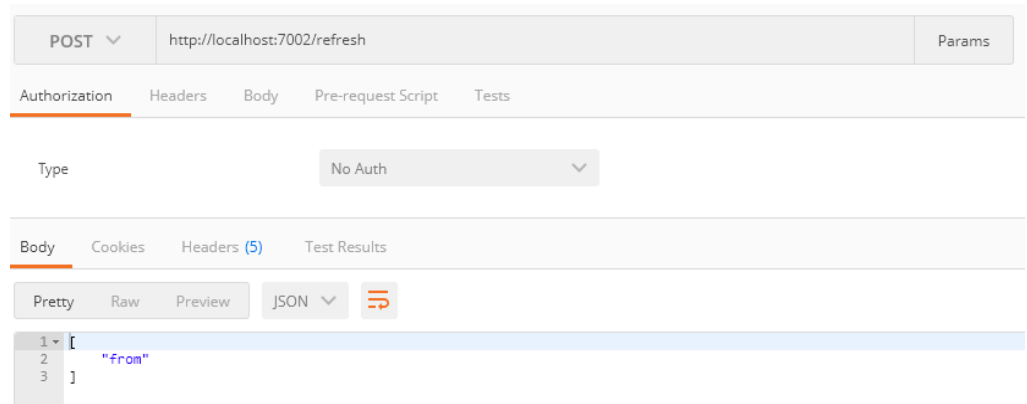 POST http://localhost:7002/refresh Params
Authorization Headers Body Pre-request Script Tests
Type No Auth
Body Cookies Headers (5) Test Results
Pretty Raw Preview JSON
1 [
2 "from"
3 ]